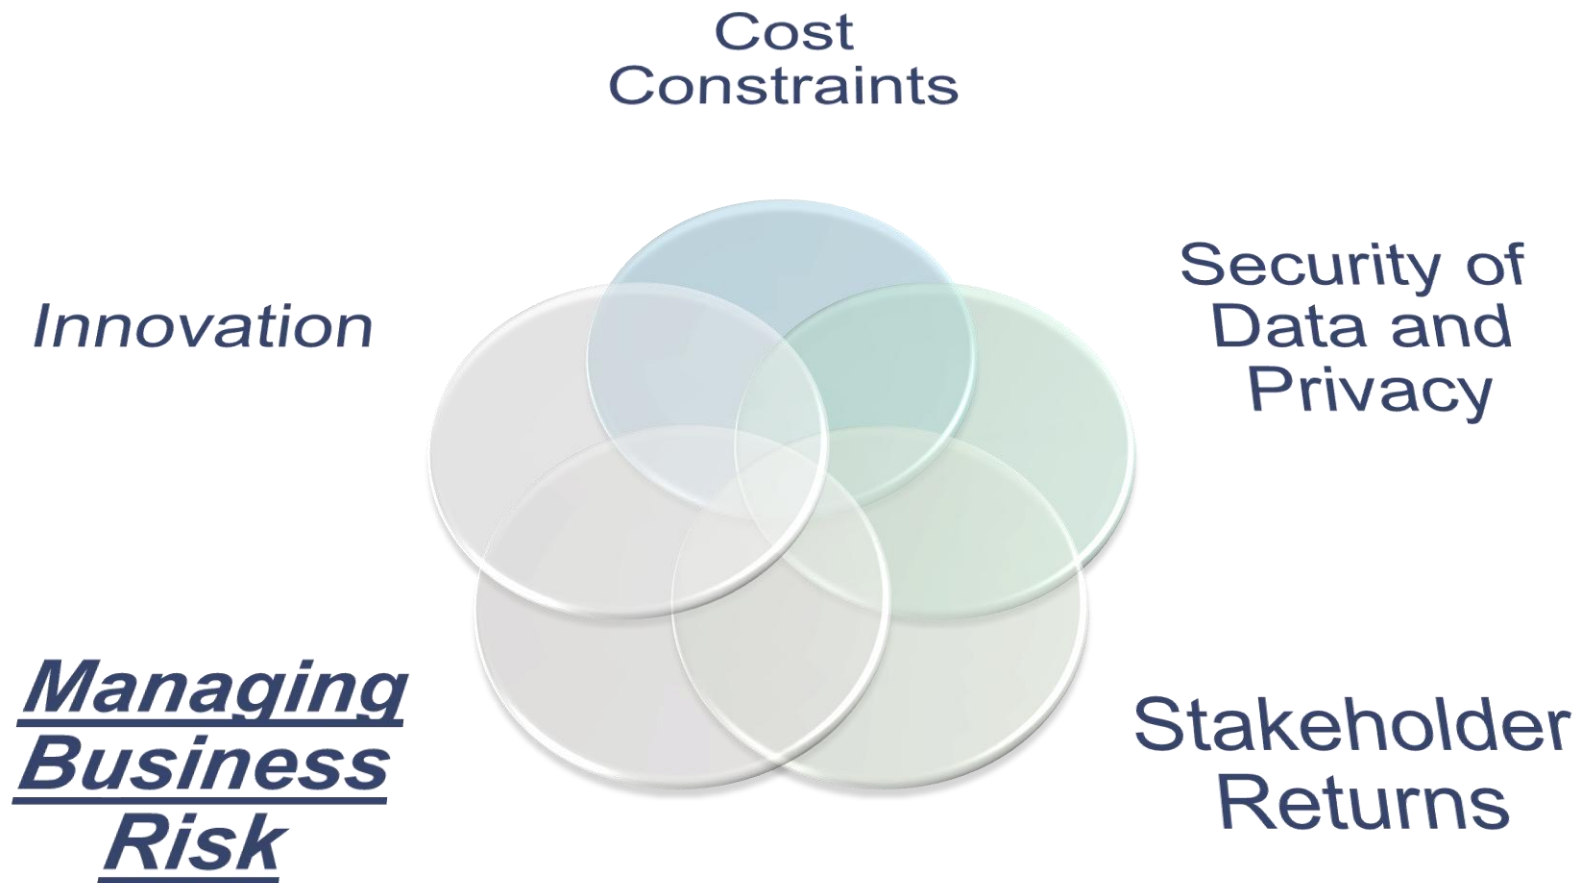 Cost
Constraints
Innovation
Security of
Data and
Privacy
Managing
Business
Risk
Stakeholder
Returns